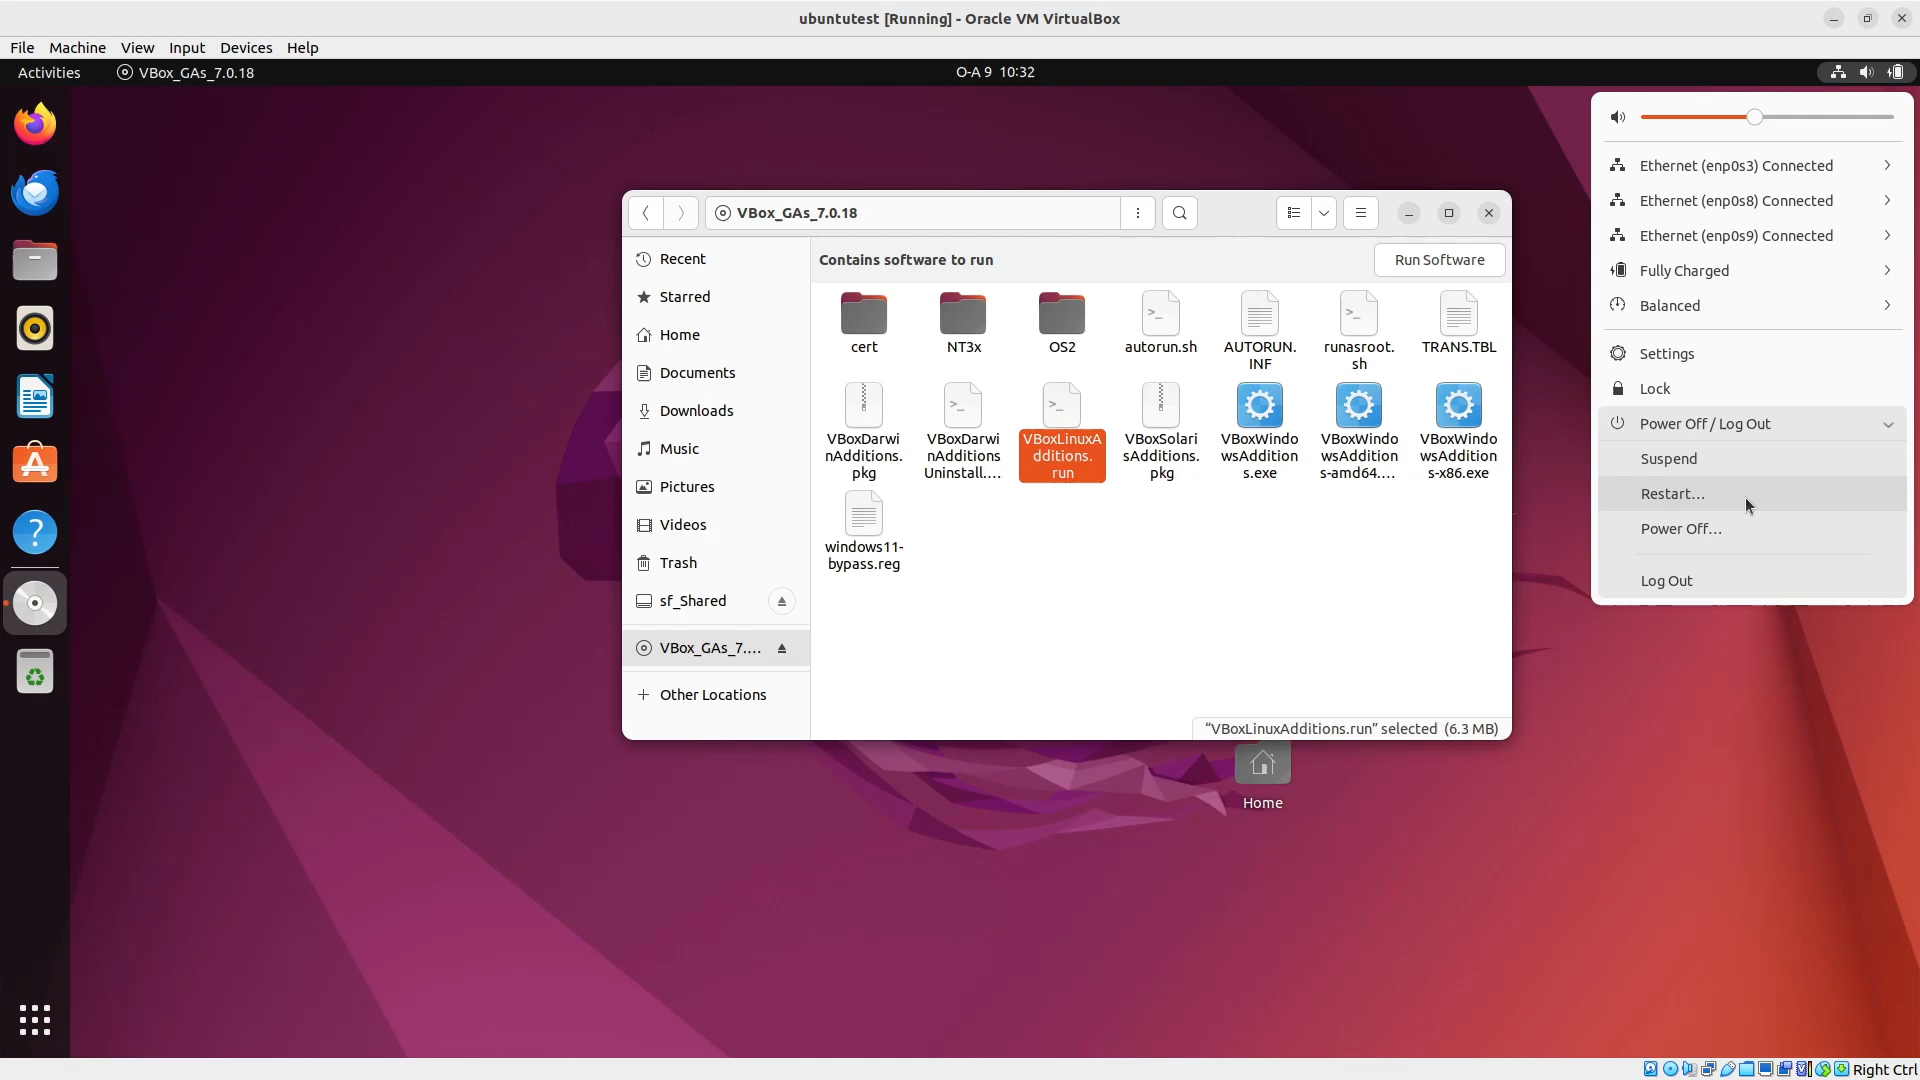 ubuntutest [Running] - Oracle VM VirtualBox
File Machine View Input Devices Help
Activities VBox_GAs_7.0.18 O-A 9 10:32
VBox_GAs_7.0.18
Recent
Starred
Home
Documents
Downloads
Music
Pictures
Videos
Trash
sf_Shared
VBox_GAs_7....
Other Locations
Contains software to run
Run Software
cert
NT3x
OS2
autorun.sh
AUTORUN.
INF
runasroot.
sh
TRANS.TBL
VBoxDarwi
nAdditions.
pkg
VBoxDarwi
nAdditions
Uninstall....
VBoxLinuxA
dditions.
run
VBoxSolari
sAdditions.
pkg
VBoxWindo
wsAddition
s.exe
VBoxWindo
wsAddition
s-amd64....
VBoxWindo
wsAddition
s-x86.exe
windows11-
bypass.reg
“VBoxLinuxAdditions.run” selected (6.3 MB)
Home
Ethernet (enp0s3) Connected
Ethernet (enp0s8) Connected
Ethernet (enp0s9) Connected
Fully Charged
Balanced
Settings
Lock
Power Off / Log Out
Suspend
Restart…
Power Off…
Log Out
Right Ctrl